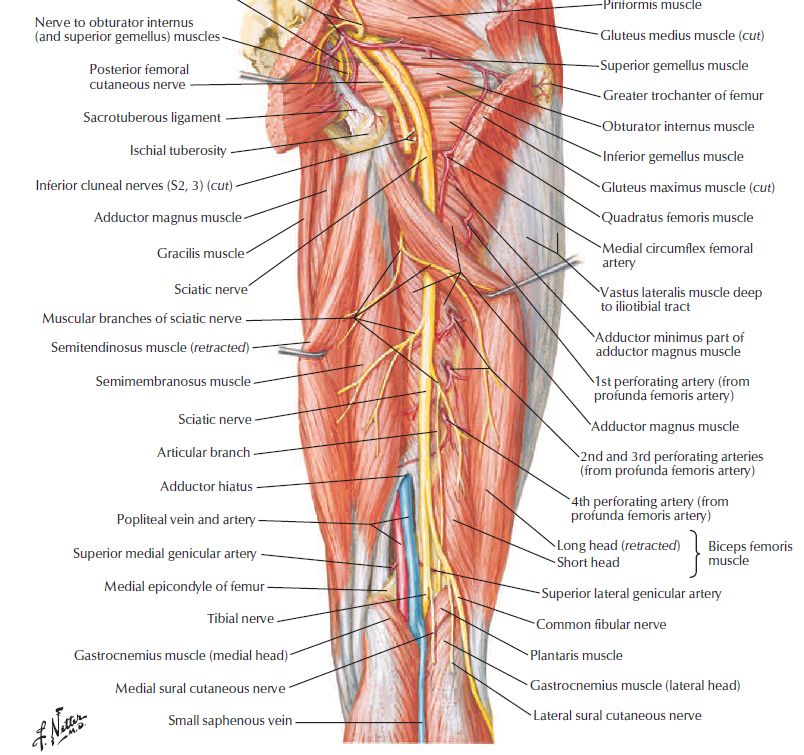 Nerve to obturator internus
(and superior gemellus) muscles
Posterior femoral
cutaneous nerve
Sacrotuberous ligament
Ischial tuberosity
Inferior cluneal nerves (S2, 3) (cut)
Adductor magnus muscle
Gracilis muscle
Sciatic nerve
Muscular branches of sciatic nerve
Semitendinosus muscle (retracted)
Semimembranosus muscle
Sciatic nerve
Articular branch
Adductor hiatus
Popliteal vein and artery
Superior medial genicular artery
Medial epicondyle of femur
Tibial nerve
Gastrocnemius muscle (medial head)
Medial sural cutaneous nerve
Small saphenous vein
Piriformis muscle
Gluteus medius muscle (cut)
Superior gemellus muscle
Greater trochanter of femur
Obturator internus muscle
Inferior gemellus muscle
Gluteus maximus muscle (cut)
Quadratus femoris muscle
Medial circumflex femoral
artery
Vastus lateralis muscle deep
to iliotibial tract
Adductor minimus part of
adductor magnus muscle
1st perforating artery (from
profunda femoris artery)
Adductor magnus muscle
2nd and 3rd perforating arteries
(from profunda femoris artery)
4th perforating artery (from
profunda femoris artery)
Long head (retracted)
Short head
Biceps femoris
muscle
Superior lateral genicular artery
Common fibular nerve
Plantaris muscle
Gastrocnemius muscle (lateral head)
Lateral sural cutaneous nerve
F. Netter
M.D.